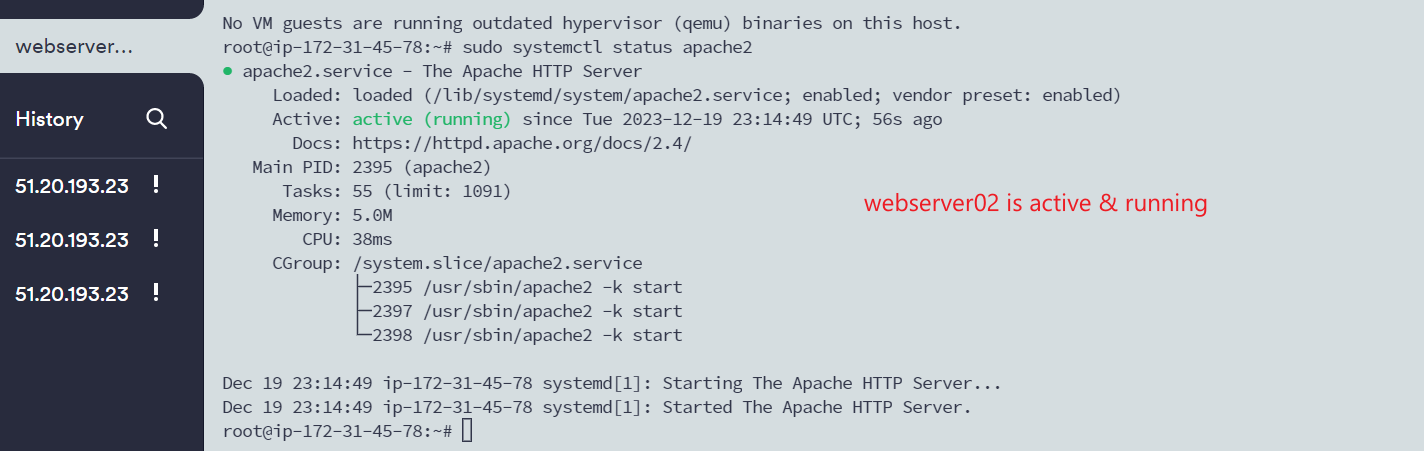 webserver...
History
51.20.193.23 !
51.20.193.23 !
51.20.193.23 !
No VM guests are running outdated hypervisor (qemu) binaries on this host.
root@ip-172-31-45-78:~# sudo systemctl status apache2
● apache2.service - The Apache HTTP Server
Loaded: loaded (/lib/systemd/system/apache2.service; enabled; vendor preset: enabled)
Active: active (running) since Tue 2023-12-19 23:14:49 UTC; 56s ago
Docs: https://httpd.apache.org/docs/2.4/
Main PID: 2395 (apache2)
Tasks: 55 (limit: 1091)
Memory: 5.0M
CPU: 38ms
CGroup: /system.slice/apache2.service
├─2395 /usr/sbin/apache2 -k start
├─2397 /usr/sbin/apache2 -k start
└─2398 /usr/sbin/apache2 -k start
webserver02 is active & running
Dec 19 23:14:49 ip-172-31-45-78 systemd[1]: Starting The Apache HTTP Server...
Dec 19 23:14:49 ip-172-31-45-78 systemd[1]: Started The Apache HTTP Server.
root@ip-172-31-45-78:~#